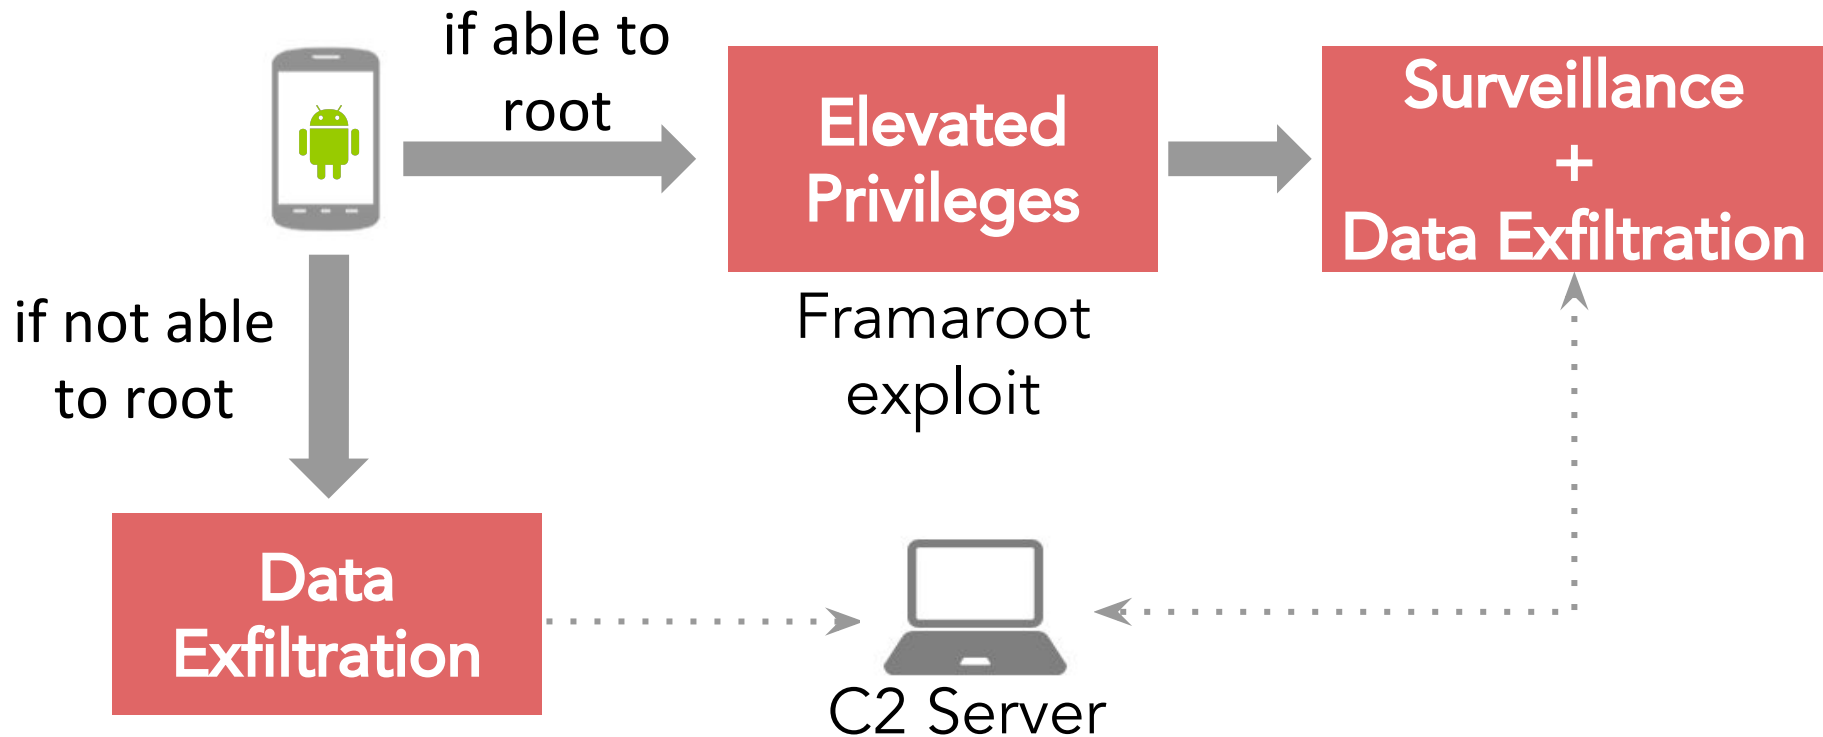 if able to
root
Elevated
Privileges
Surveillance
+
Data Exfiltration
Framaroot
exploit
if not able
to root
Data
Exfiltration
C2 Server